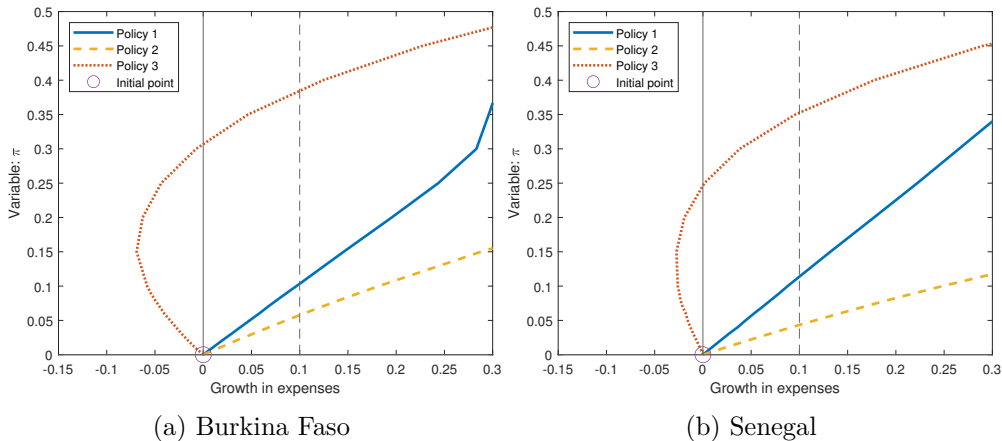 0.5
0.45
0.4
0.35
0.3
0.25
0.2
0.15
0.1
0.05
0
Variable: π
Policy 1
Policy 2
Policy 3
Initial point
-0.15 -0.1 -0.05 0 0.05 0.1 0.15 0.2 0.25 0.3
Growth in expenses
(a) Burkina Faso
0.5
0.45
0.4
0.35
0.3
0.25
0.2
0.15
0.1
0.05
0
Variable: π
Policy 1
Policy 2
Policy 3
Initial point
-0.15 -0.1 -0.05 0 0.05 0.1 0.15 0.2 0.25 0.3
Growth in expenses
(b) Senegal